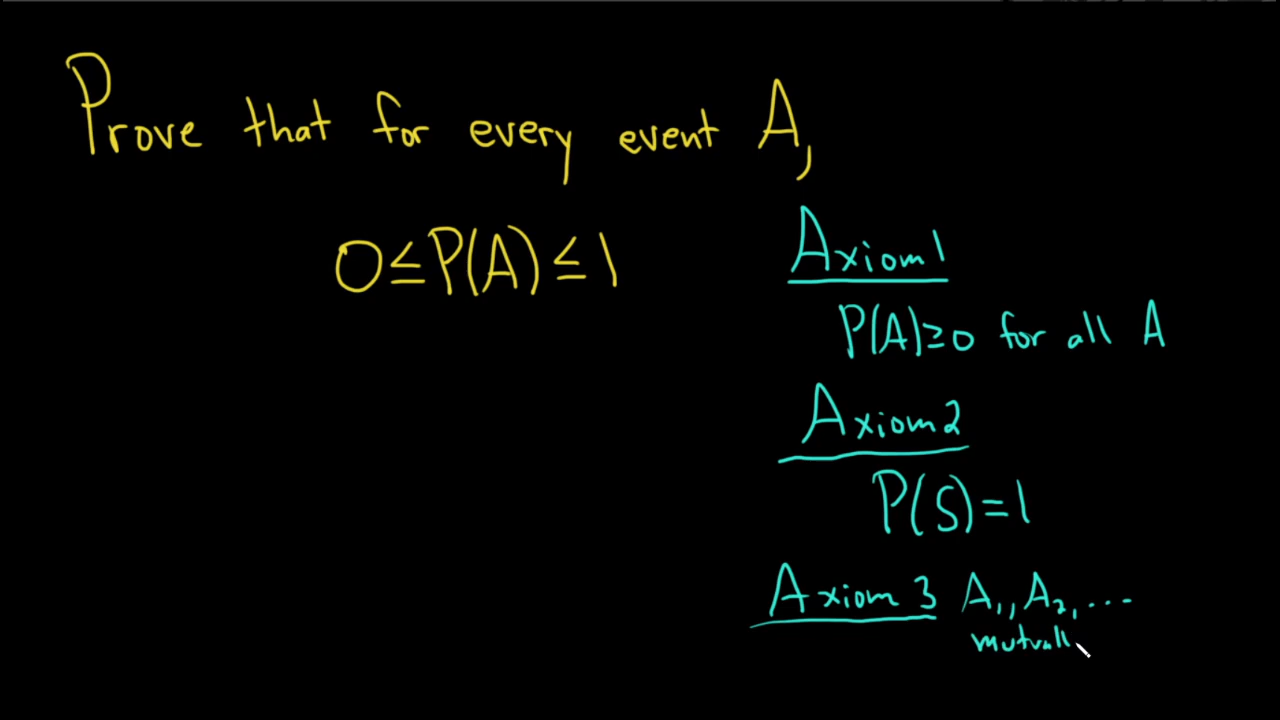 Prove that for every event A,
0≤P(A)≤1
Axiom 1
P(A)≥0 for all A
Axiom 2
P(S)=1
Axiom 3 A₁, A₂, ...
mutuall